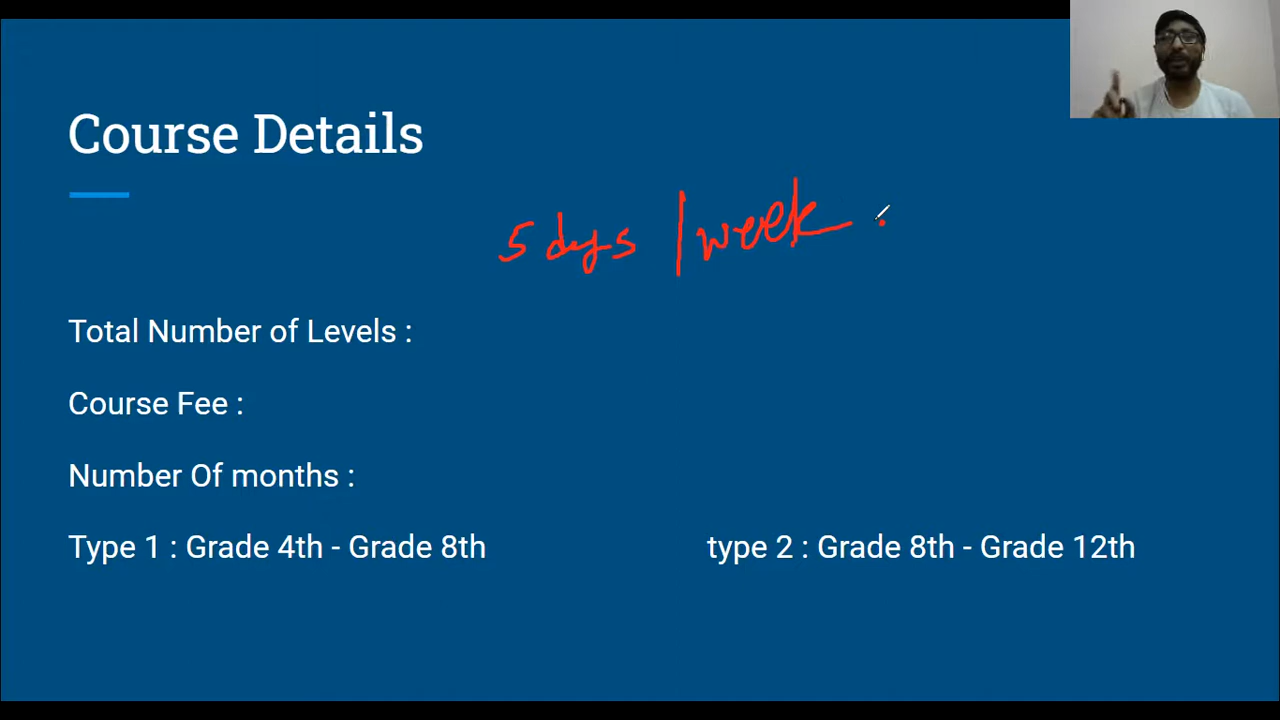 Course Details
5 days / week .
Total Number of Levels :
Course Fee :
Number Of months :
Type 1 : Grade 4th - Grade 8th
type 2 : Grade 8th - Grade 12th